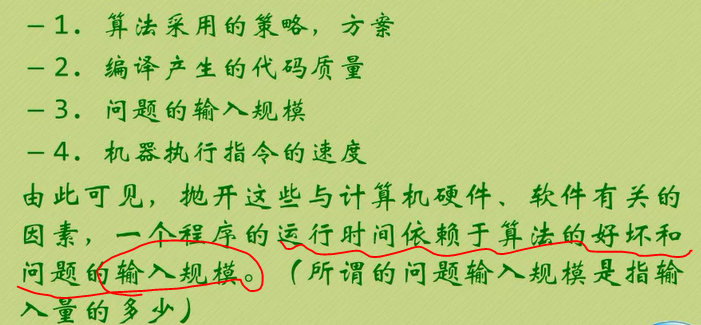 －1. 算法采用的策略，方案
－2. 编译产生的代码质量
－3. 问题的输入规模
－4. 机器执行指令的速度
由此可见，抛开这些与计算机硬件、软件有关的
因素，一个程序的运行时间依赖于算法的好坏和
问题的输入规模。（所谓的问题输入规模是指输
入量的多少）